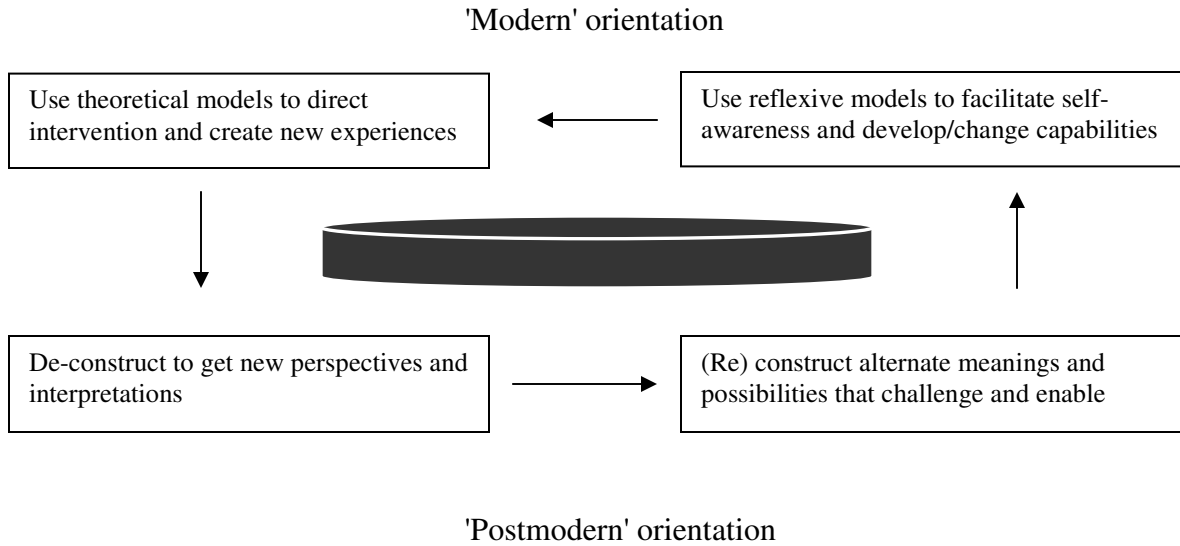 'Modern' orientation
Use theoretical models to direct
intervention and create new experiences
Use reflexive models to facilitate self-
awareness and develop/change capabilities
De-construct to get new perspectives and
interpretations
(Re) construct alternate meanings and
possibilities that challenge and enable
'Postmodern' orientation